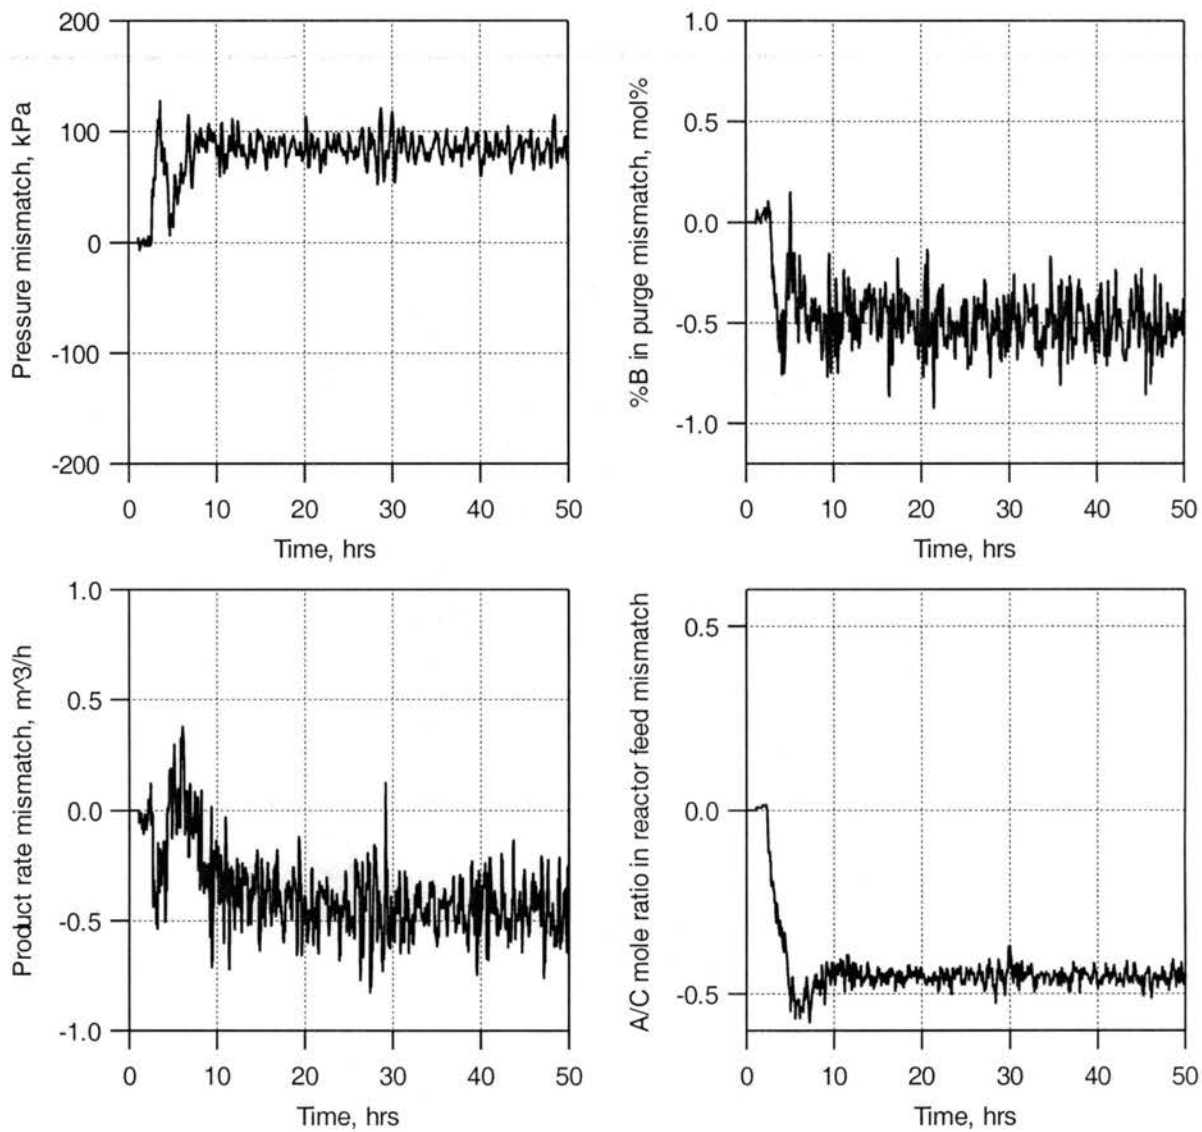 Pressure mismatch, kPa
200
100
0
-100
-200
0 10 20 30 40 50
Time, hrs
%B in purge mismatch, mol%
1.0
0.5
0.0
-0.5
-1.0
0 10 20 30 40 50
Time, hrs
Product rate mismatch, m^3/h
1.0
0.5
0.0
-0.5
-1.0
0 10 20 30 40 50
Time, hrs
A/C mole ratio in reactor feed mismatch
0.5
0.0
-0.5
0 10 20 30 40 50
Time, hrs